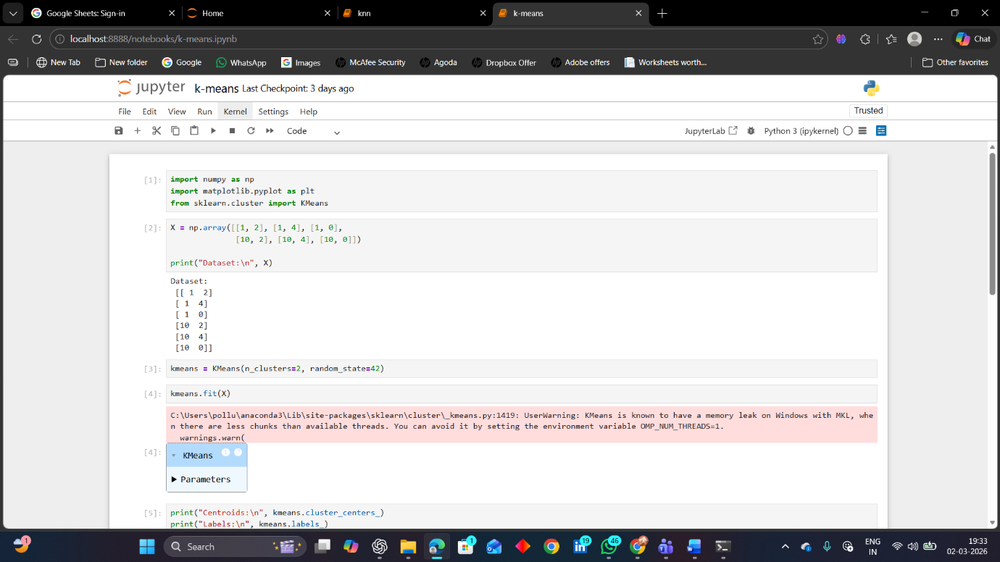 Google Sheets: Sign-in
Home
knn
k-means
localhost:8888/notebooks/k-means.ipynb
Chat
New Tab
New folder
Google
WhatsApp
Images
McAfee Security
Agoda
Dropbox Offer
Adobe offers
Worksheets worth...
Other favorites
jupyter k-means Last Checkpoint: 3 days ago
File Edit View Run Kernel Settings Help
Trusted
Code
JupyterLab
Python 3 (ipykernel)
[1]:
import numpy as np
import matplotlib.pyplot as plt
from sklearn.cluster import KMeans
[2]:
X = np.array([[1, 2], [1, 4], [1, 0],
[10, 2], [10, 4], [10, 0]])
print("Dataset:\n", X)
Dataset:
[[ 1  2]
[ 1  4]
[ 1  0]
[10  2]
[10  4]
[10  0]]
[3]:
kmeans = KMeans(n_clusters=2, random_state=42)
[4]:
kmeans.fit(X)
C:\Users\pollu\anaconda3\Lib\site-packages\sklearn\cluster\_kmeans.py:1419: UserWarning: KMeans is known to have a memory leak on Windows with MKL, whe
n there are less chunks than available threads. You can avoid it by setting the environment variable OMP_NUM_THREADS=1.
warnings.warn(
[4]:
KMeans
Parameters
[5]:
print("Centroids:\n", kmeans.cluster_centers_)
print("Labels:\n", kmeans.labels_)
1
Search
1
19
46
ENG
IN
19:33
02-03-2026